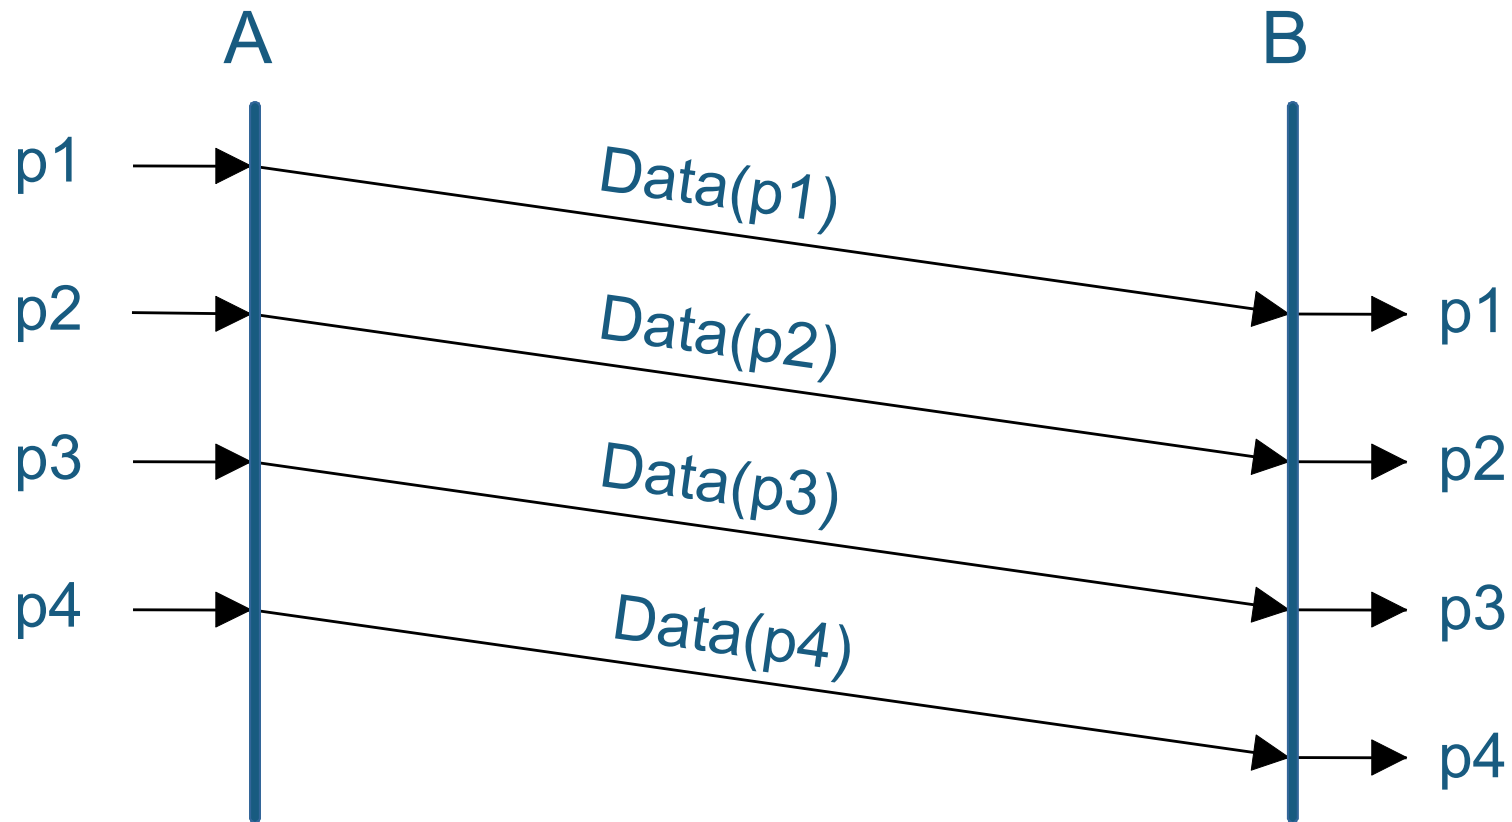 A
B
p1
Data(p1)
p1
p2
Data(p2)
p2
p3
Data(p3)
p3
p4
Data(p4)
p4